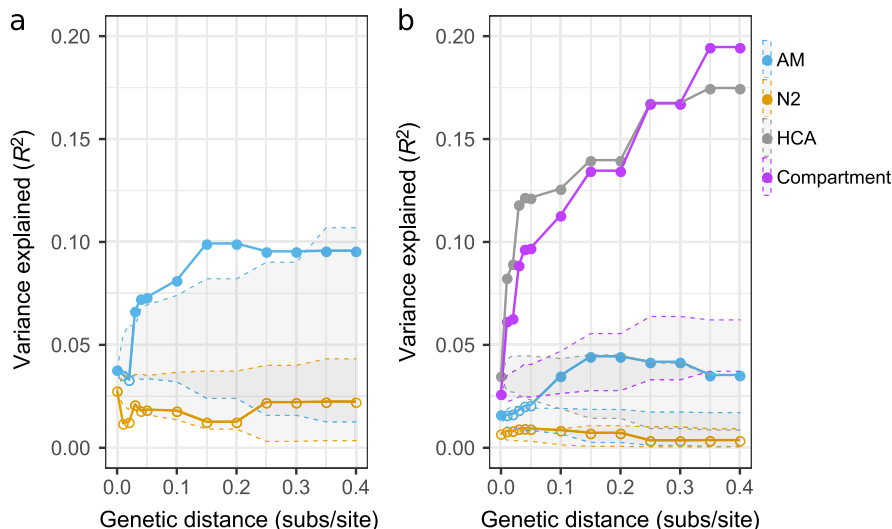 a
b
0.20
0.15
0.10
0.05
0.00
Variance explained (R²)
0.0 0.1 0.2 0.3 0.4
Genetic distance (subs/site)
0.20
0.15
0.10
0.05
0.00
Variance explained (R²)
0.0 0.1 0.2 0.3 0.4
Genetic distance (subs/site)
AM
N2
HCA
Compartment